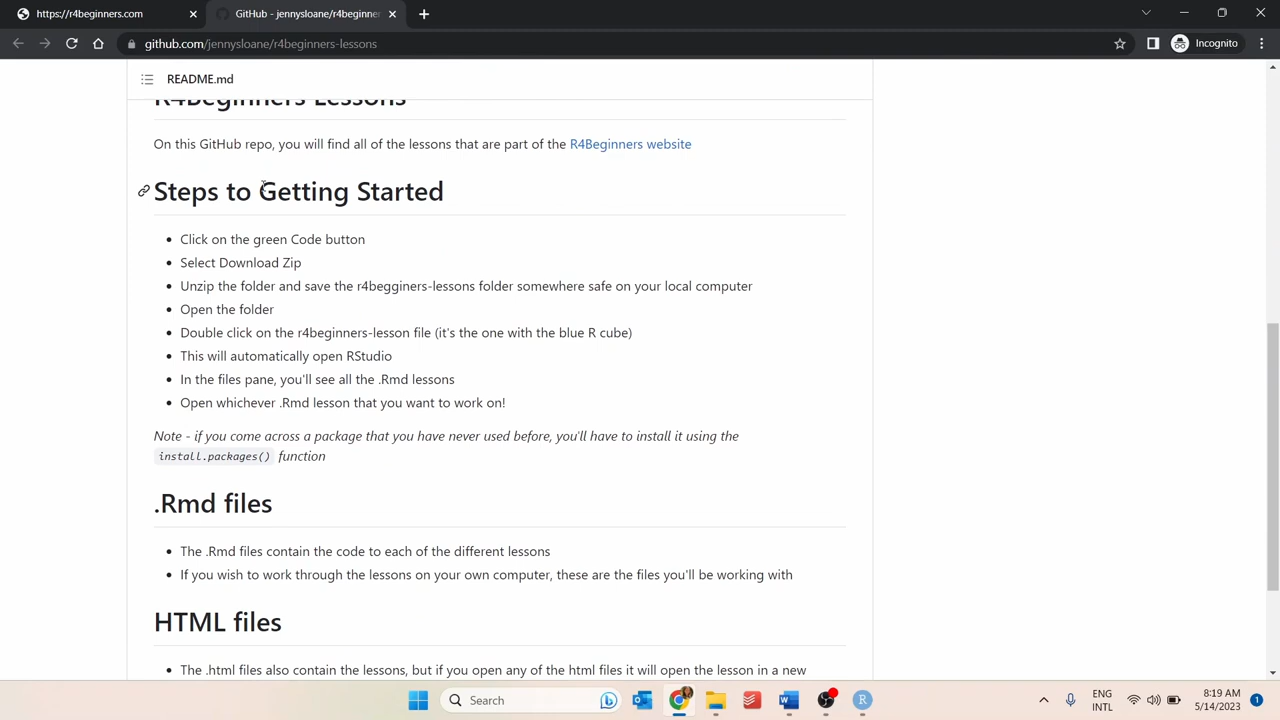 https://r4beginners.com
GitHub - jennysloane/r4beginner
github.com/jennysloane/r4beginners-lessons
Incognito
README.md
R4Beginners Lessons
On this GitHub repo, you will find all of the lessons that are part of the R4Beginners website
Steps to Getting Started
Click on the green Code button
Select Download Zip
Unzip the folder and save the r4begginers-lessons folder somewhere safe on your local computer
Open the folder
Double click on the r4beginners-lesson file (it's the one with the blue R cube)
This will automatically open RStudio
In the files pane, you'll see all the .Rmd lessons
Open whichever .Rmd lesson that you want to work on!
Note - if you come across a package that you have never used before, you'll have to install it using the
install.packages() function
.Rmd files
The .Rmd files contain the code to each of the different lessons
If you wish to work through the lessons on your own computer, these are the files you'll be working with
HTML files
The .html files also contain the lessons, but if you open any of the html files it will open the lesson in a new
Search
ENG
INTL
8:19 AM
5/14/2023
1